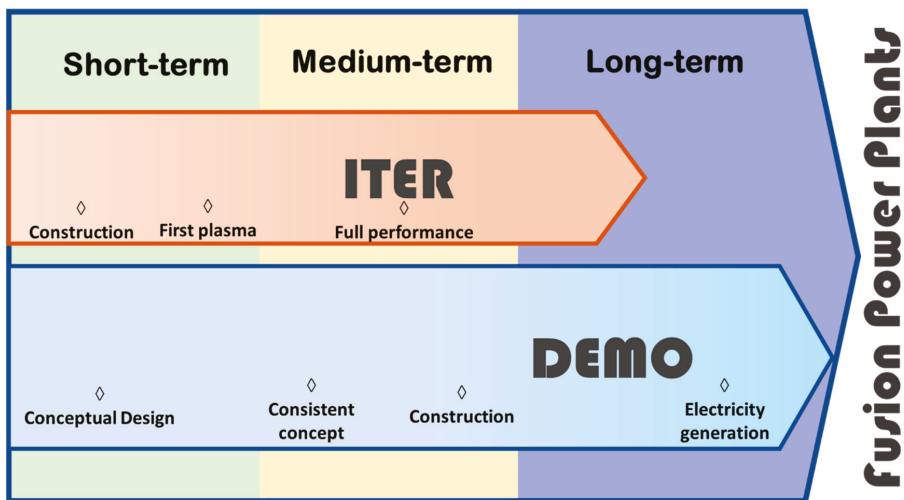 Short-term
Medium-term
Long-term
ITER
Construction
First plasma
Full performance
DEMO
Conceptual Design
Consistent
concept
Construction
Electricity
generation
Fusion Power Plants